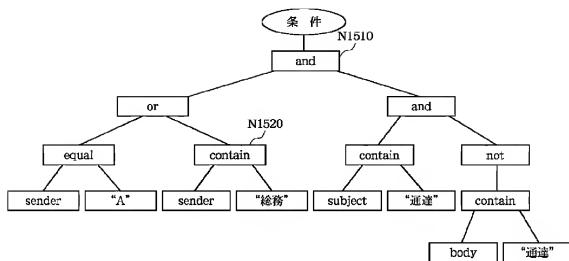 条件
N1510
and
or
and
N1520
equal
contain
contain
not
sender
"A"
sender
"総務"
subject
"通達"
contain
body
"通達"